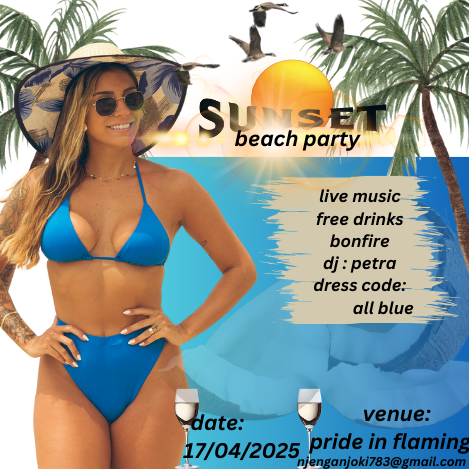 SUNSET
beach party
live music
free drinks
bonfire
dj : petra
dress code:
all blue
date:
17/04/2025
venue:
pride in flaming
njenganjoki783@gmail.com